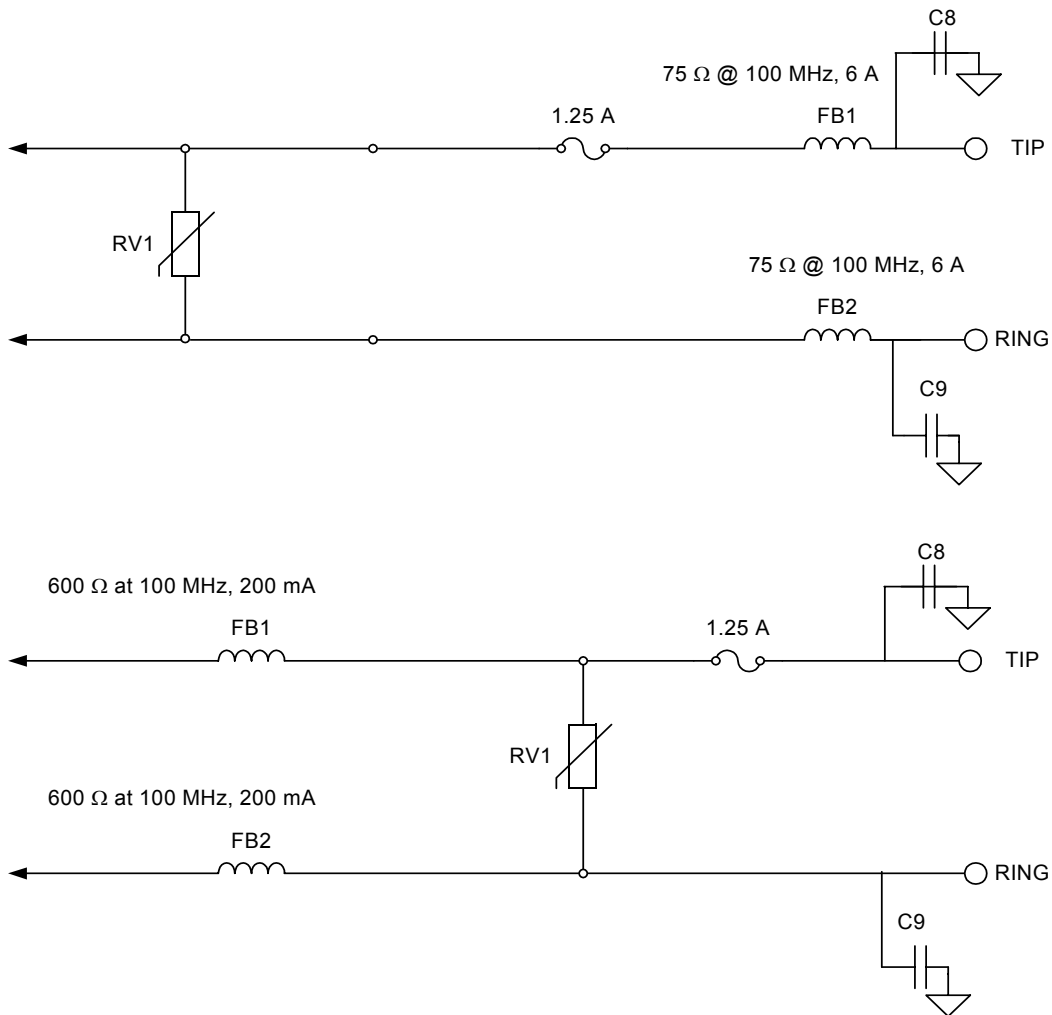 C8
75 Ω @ 100 MHz, 6 A
1.25 A
FB1
TIP
RV1
75 Ω @ 100 MHz, 6 A
FB2
RING
C9
C8
600 Ω at 100 MHz, 200 mA
FB1
1.25 A
TIP
RV1
600 Ω at 100 MHz, 200 mA
FB2
RING
C9